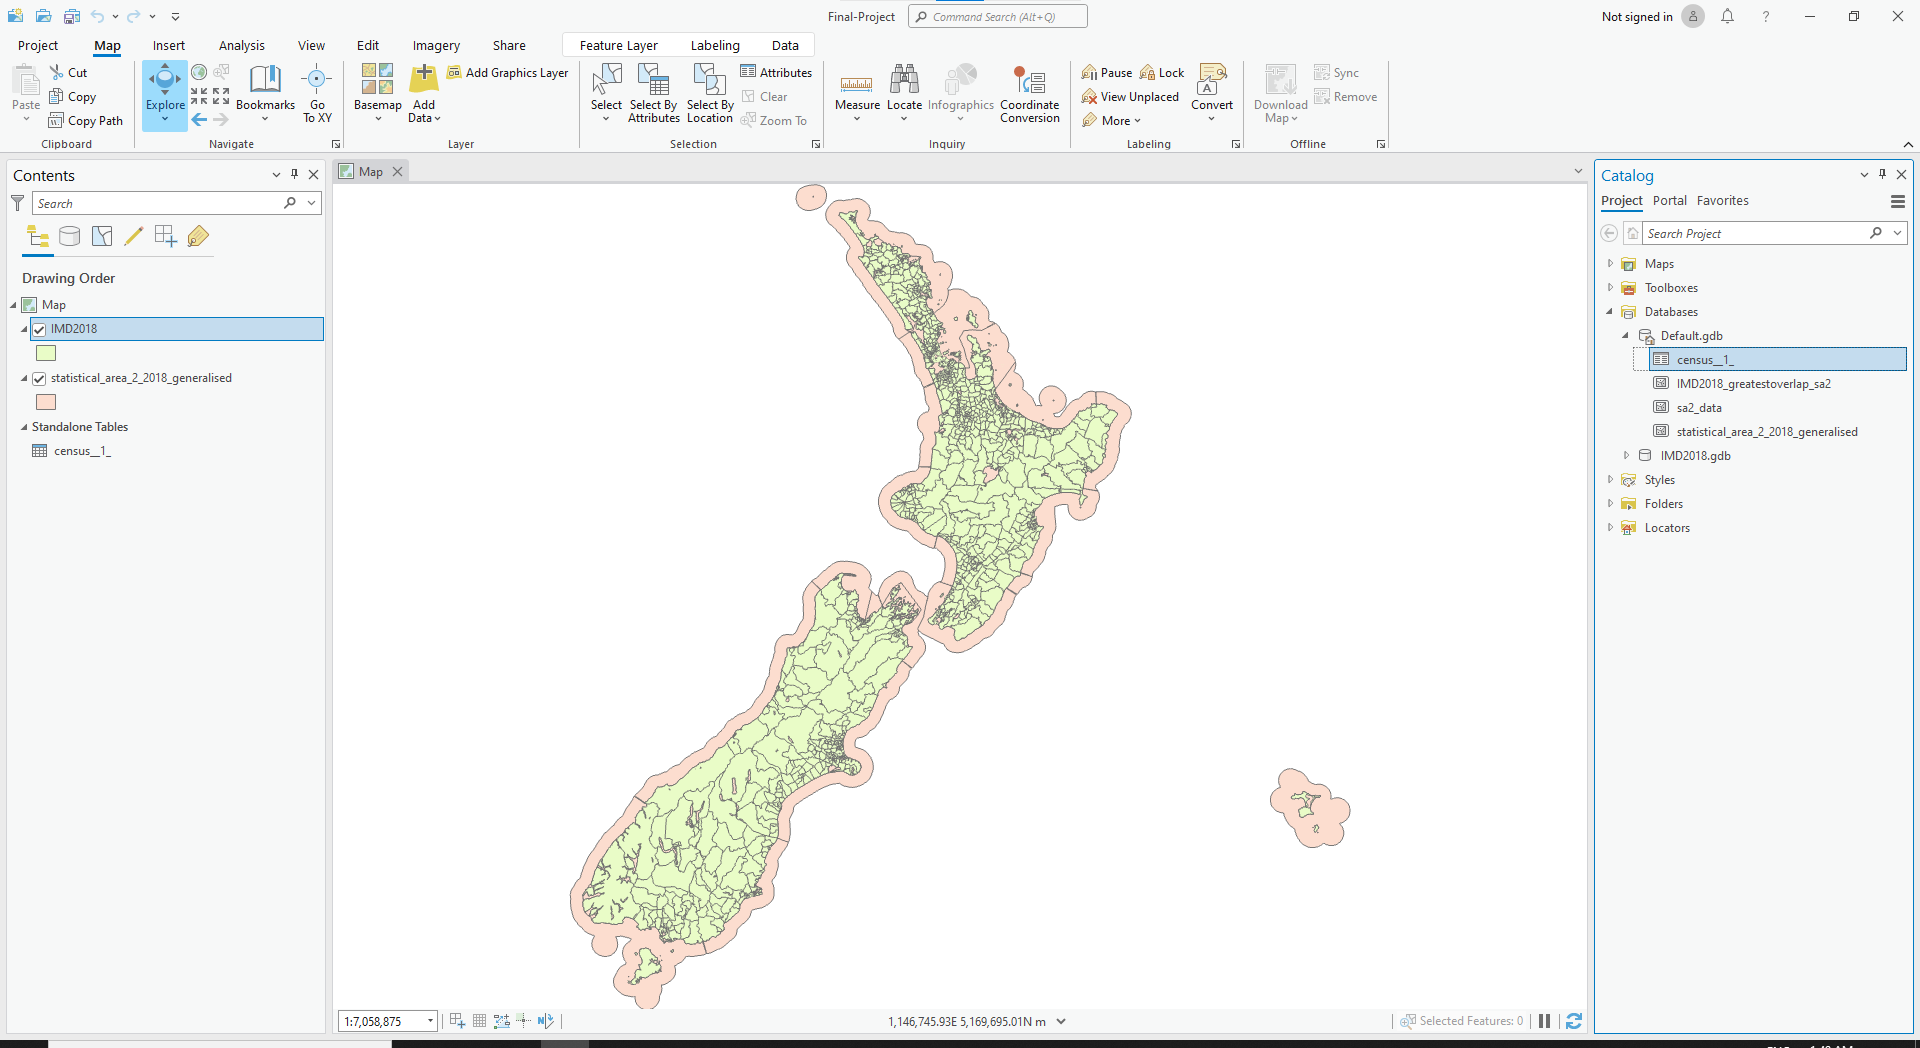 Final-Project
Command Search (Alt+Q)
Not signed in
?
Project Map Insert Analysis View Edit Imagery Share Feature Layer Labeling Data
Paste
Cut
Copy
Copy Path
Clipboard
Explore
Bookmarks
Go To XY
Navigate
Basemap
Add Data
Add Graphics Layer
Layer
Select
Select By Attributes
Select By Location
Attributes
Clear
Zoom To
Selection
Measure
Locate
Infographics
Coordinate Conversion
Inquiry
Pause
Lock
View Unplaced
More
Convert
Labeling
Download Map
Sync
Remove
Offline
Contents
Search
Drawing Order
Map
IMD2018
statistical_area_2_2018_generalised
Standalone Tables
census__1_
Map
1:7,058,875
1,146,745.93E 5,169,695.01N m
Selected Features: 0
Catalog
Project Portal Favorites
Search Project
Maps
Toolboxes
Databases
Default.gdb
census__1_
IMD2018_greatestoverlap_sa2
sa2_data
statistical_area_2_2018_generalised
IMD2018.gdb
Styles
Folders
Locators